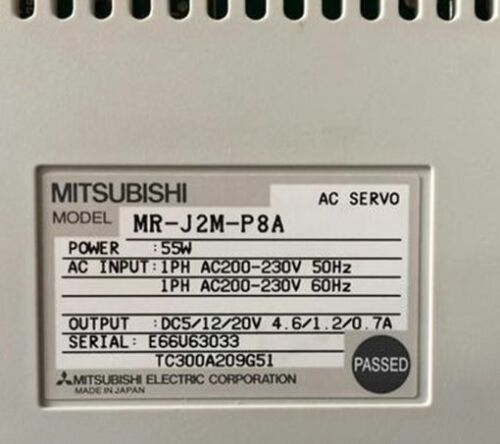 MITSUBISHI AC SERVO
MODEL MR-J2M-P8A
POWER :55W
AC INPUT:1PH AC200-230V 50Hz
1PH AC200-230V 60Hz
OUTPUT :DC5/12/20V 4.6/1.2/0.7A
SERIAL: E66U63033
TC300A209G51
PASSED
MITSUBISHI ELECTRIC CORPORATION
MADE IN JAPAN